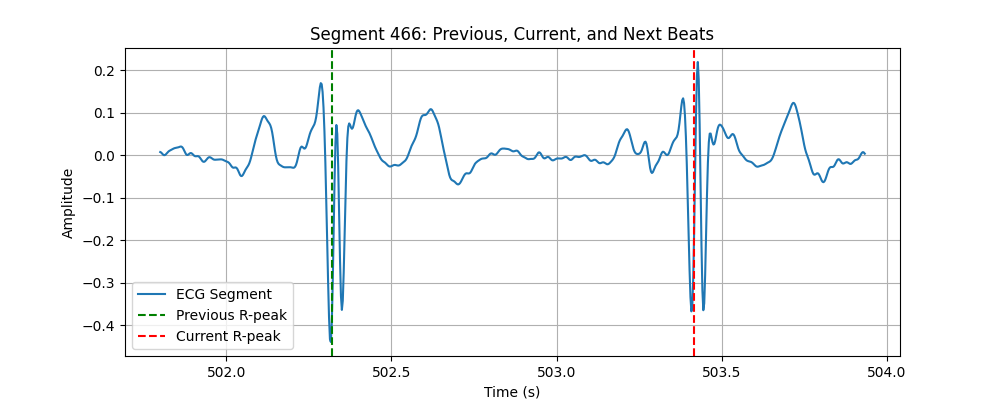 Segment 466: Previous, Current, and Next Beats
Amplitude
0.2
0.1
0.0
−0.1
−0.2
−0.3
−0.4
ECG Segment
Previous R-peak
Current R-peak
502.0 502.5 503.0 503.5 504.0
Time (s)